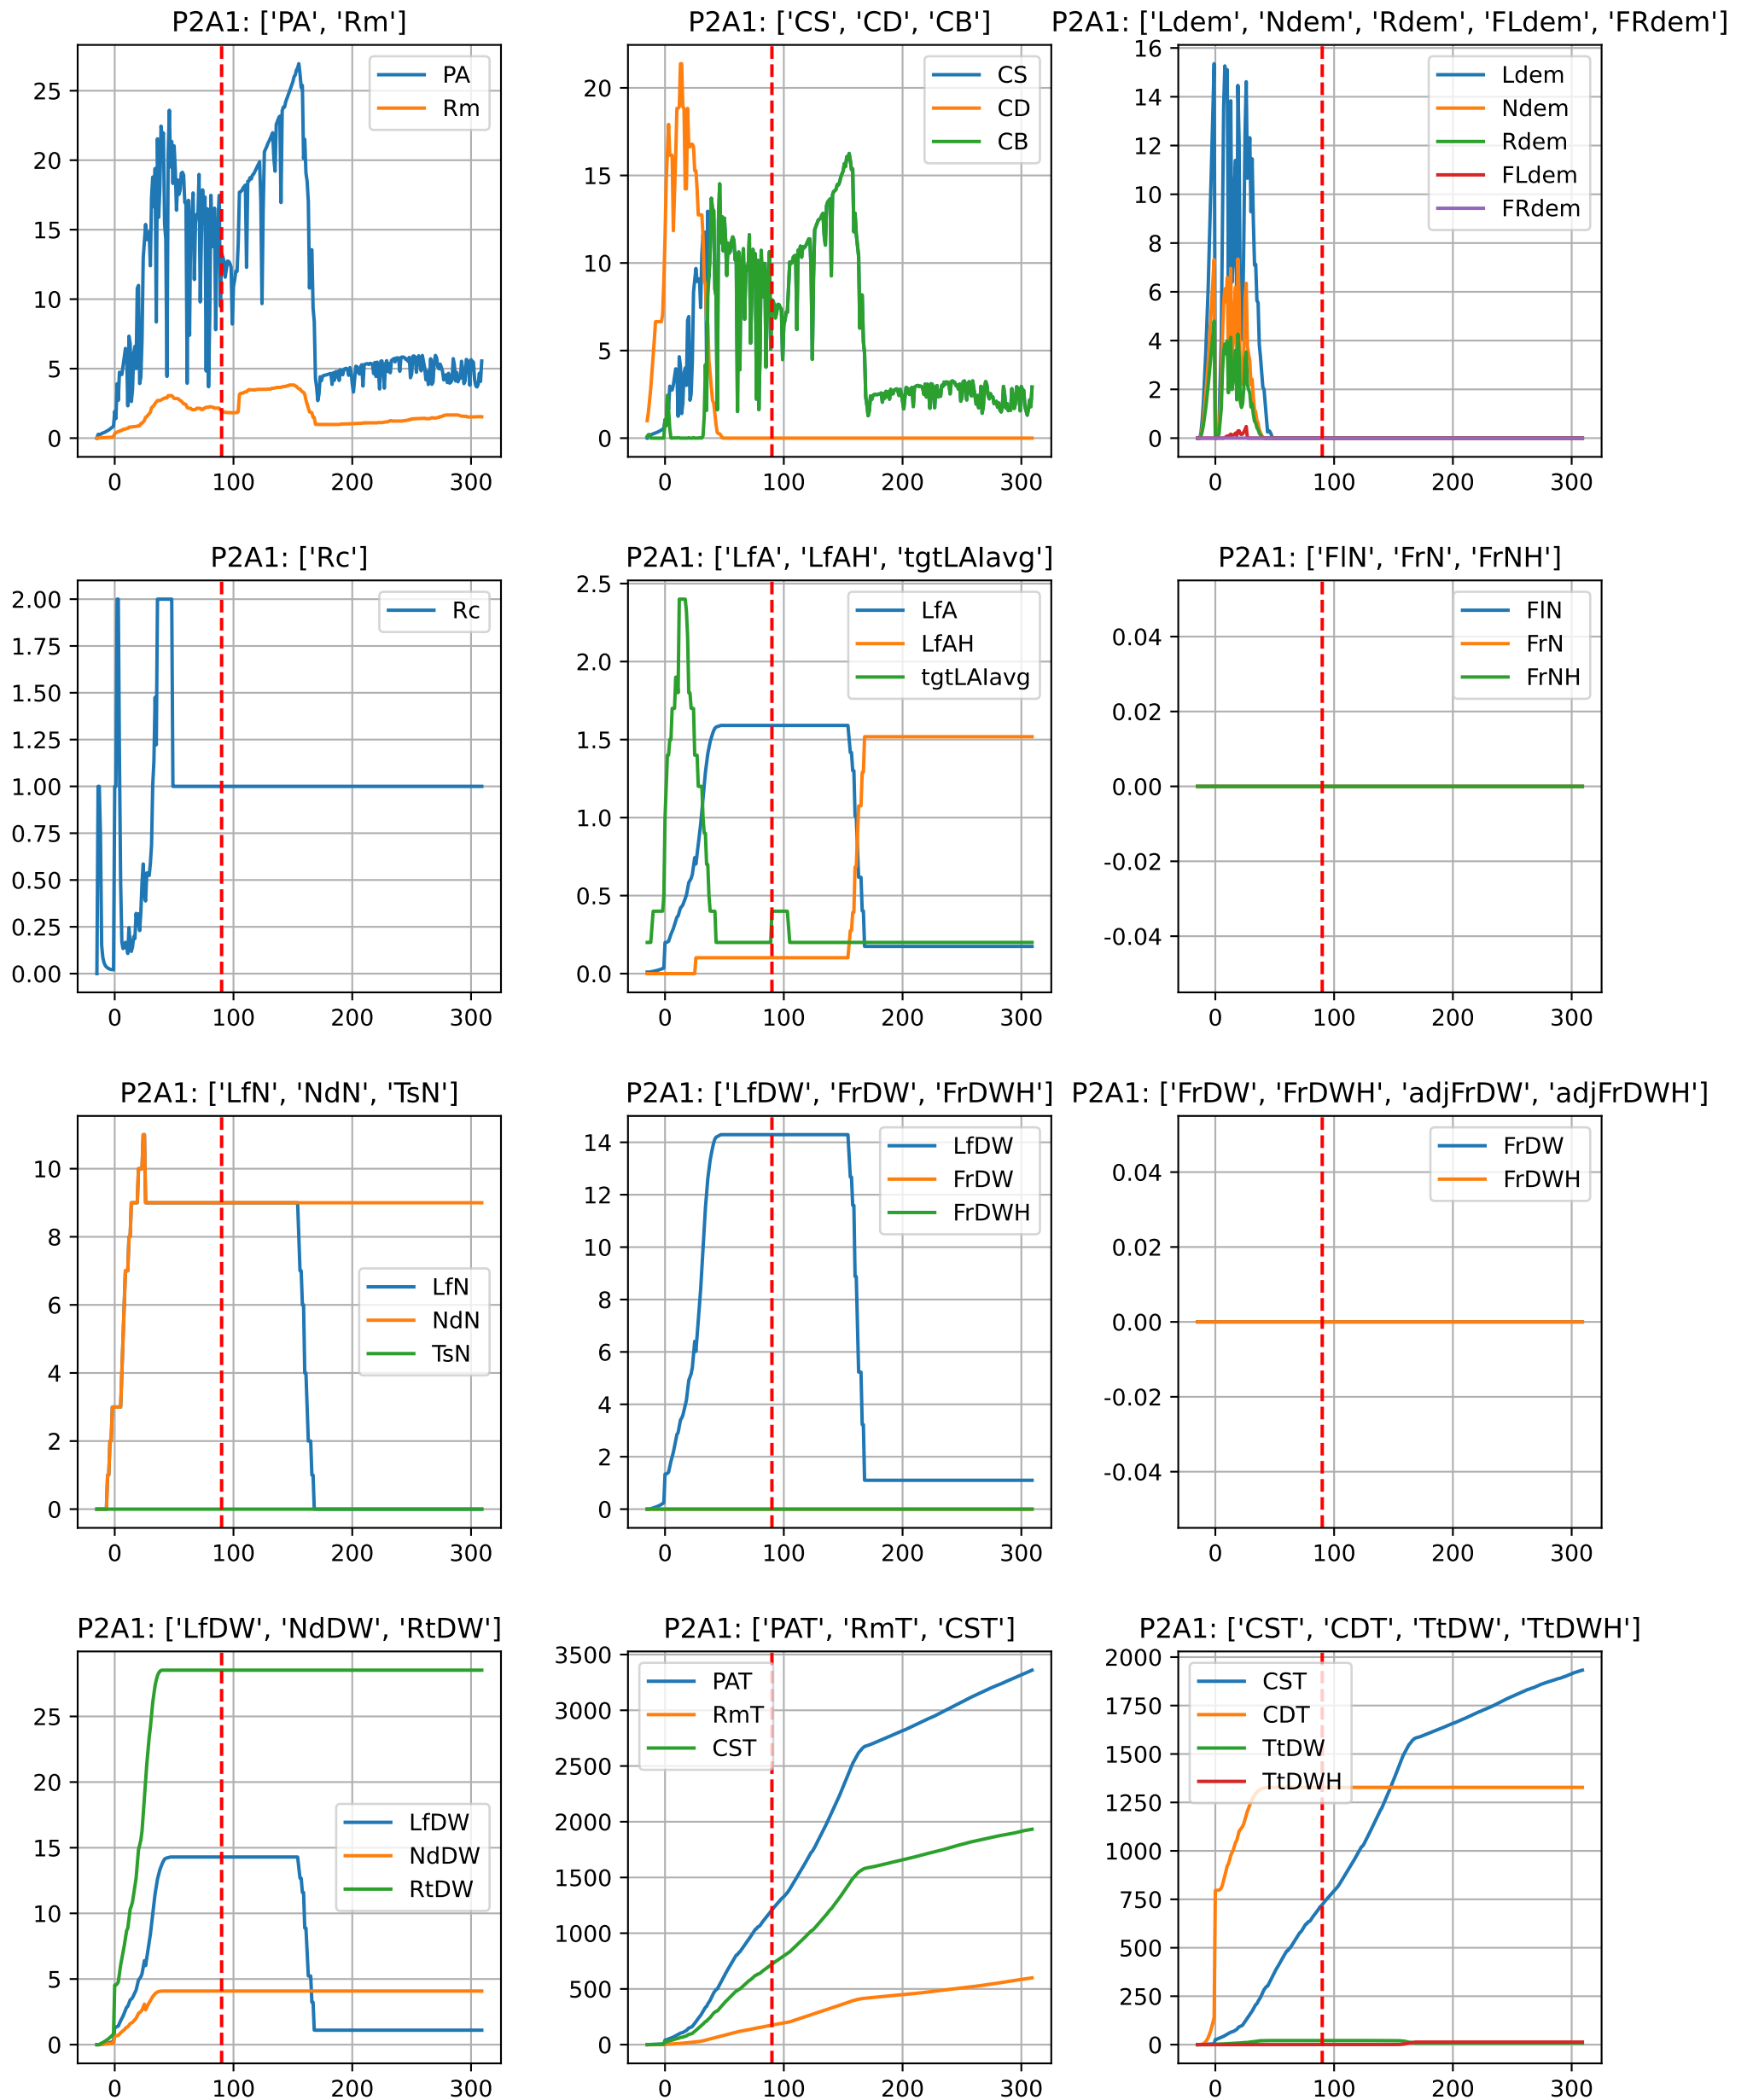 P2A1: ['PA', 'Rm']
25
20
15
10
5
0
0 100 200 300
PA
Rm
P2A1: ['CS', 'CD', 'CB']
20
15
10
5
0
0 100 200 300
CS
CD
CB
P2A1: ['Ldem', 'Ndem', 'Rdem', 'FLdem', 'FRdem']
16
14
12
10
8
6
4
2
0
0 100 200 300
Ldem
Ndem
Rdem
FLdem
FRdem
P2A1: ['Rc']
2.00
1.75
1.50
1.25
1.00
0.75
0.50
0.25
0.00
0 100 200 300
Rc
P2A1: ['LfA', 'LfAH', 'tgtLAIavg']
2.5
2.0
1.5
1.0
0.5
0.0
0 100 200 300
LfA
LfAH
tgtLAIavg
P2A1: ['FlN', 'FrN', 'FrNH']
0.04
0.02
0.00
-0.02
-0.04
0 100 200 300
FlN
FrN
FrNH
P2A1: ['LfN', 'NdN', 'TsN']
10
8
6
4
2
0
0 100 200 300
LfN
NdN
TsN
P2A1: ['LfDW', 'FrDW', 'FrDWH']
14
12
10
8
6
4
2
0
0 100 200 300
LfDW
FrDW
FrDWH
P2A1: ['FrDW', 'FrDWH', 'adjFrDW', 'adjFrDWH']
0.04
0.02
0.00
-0.02
-0.04
0 100 200 300
FrDW
FrDWH
P2A1: ['LfDW', 'NdDW', 'RtDW']
25
20
15
10
5
0
0 100 200 300
LfDW
NdDW
RtDW
P2A1: ['PAT', 'RmT', 'CST']
3500
3000
2500
2000
1500
1000
500
0
0 100 200 300
PAT
RmT
CST
P2A1: ['CST', 'CDT', 'TtDW', 'TtDWH']
2000
1750
1500
1250
1000
750
500
250
0
0 100 200 300
CST
CDT
TtDW
TtDWH